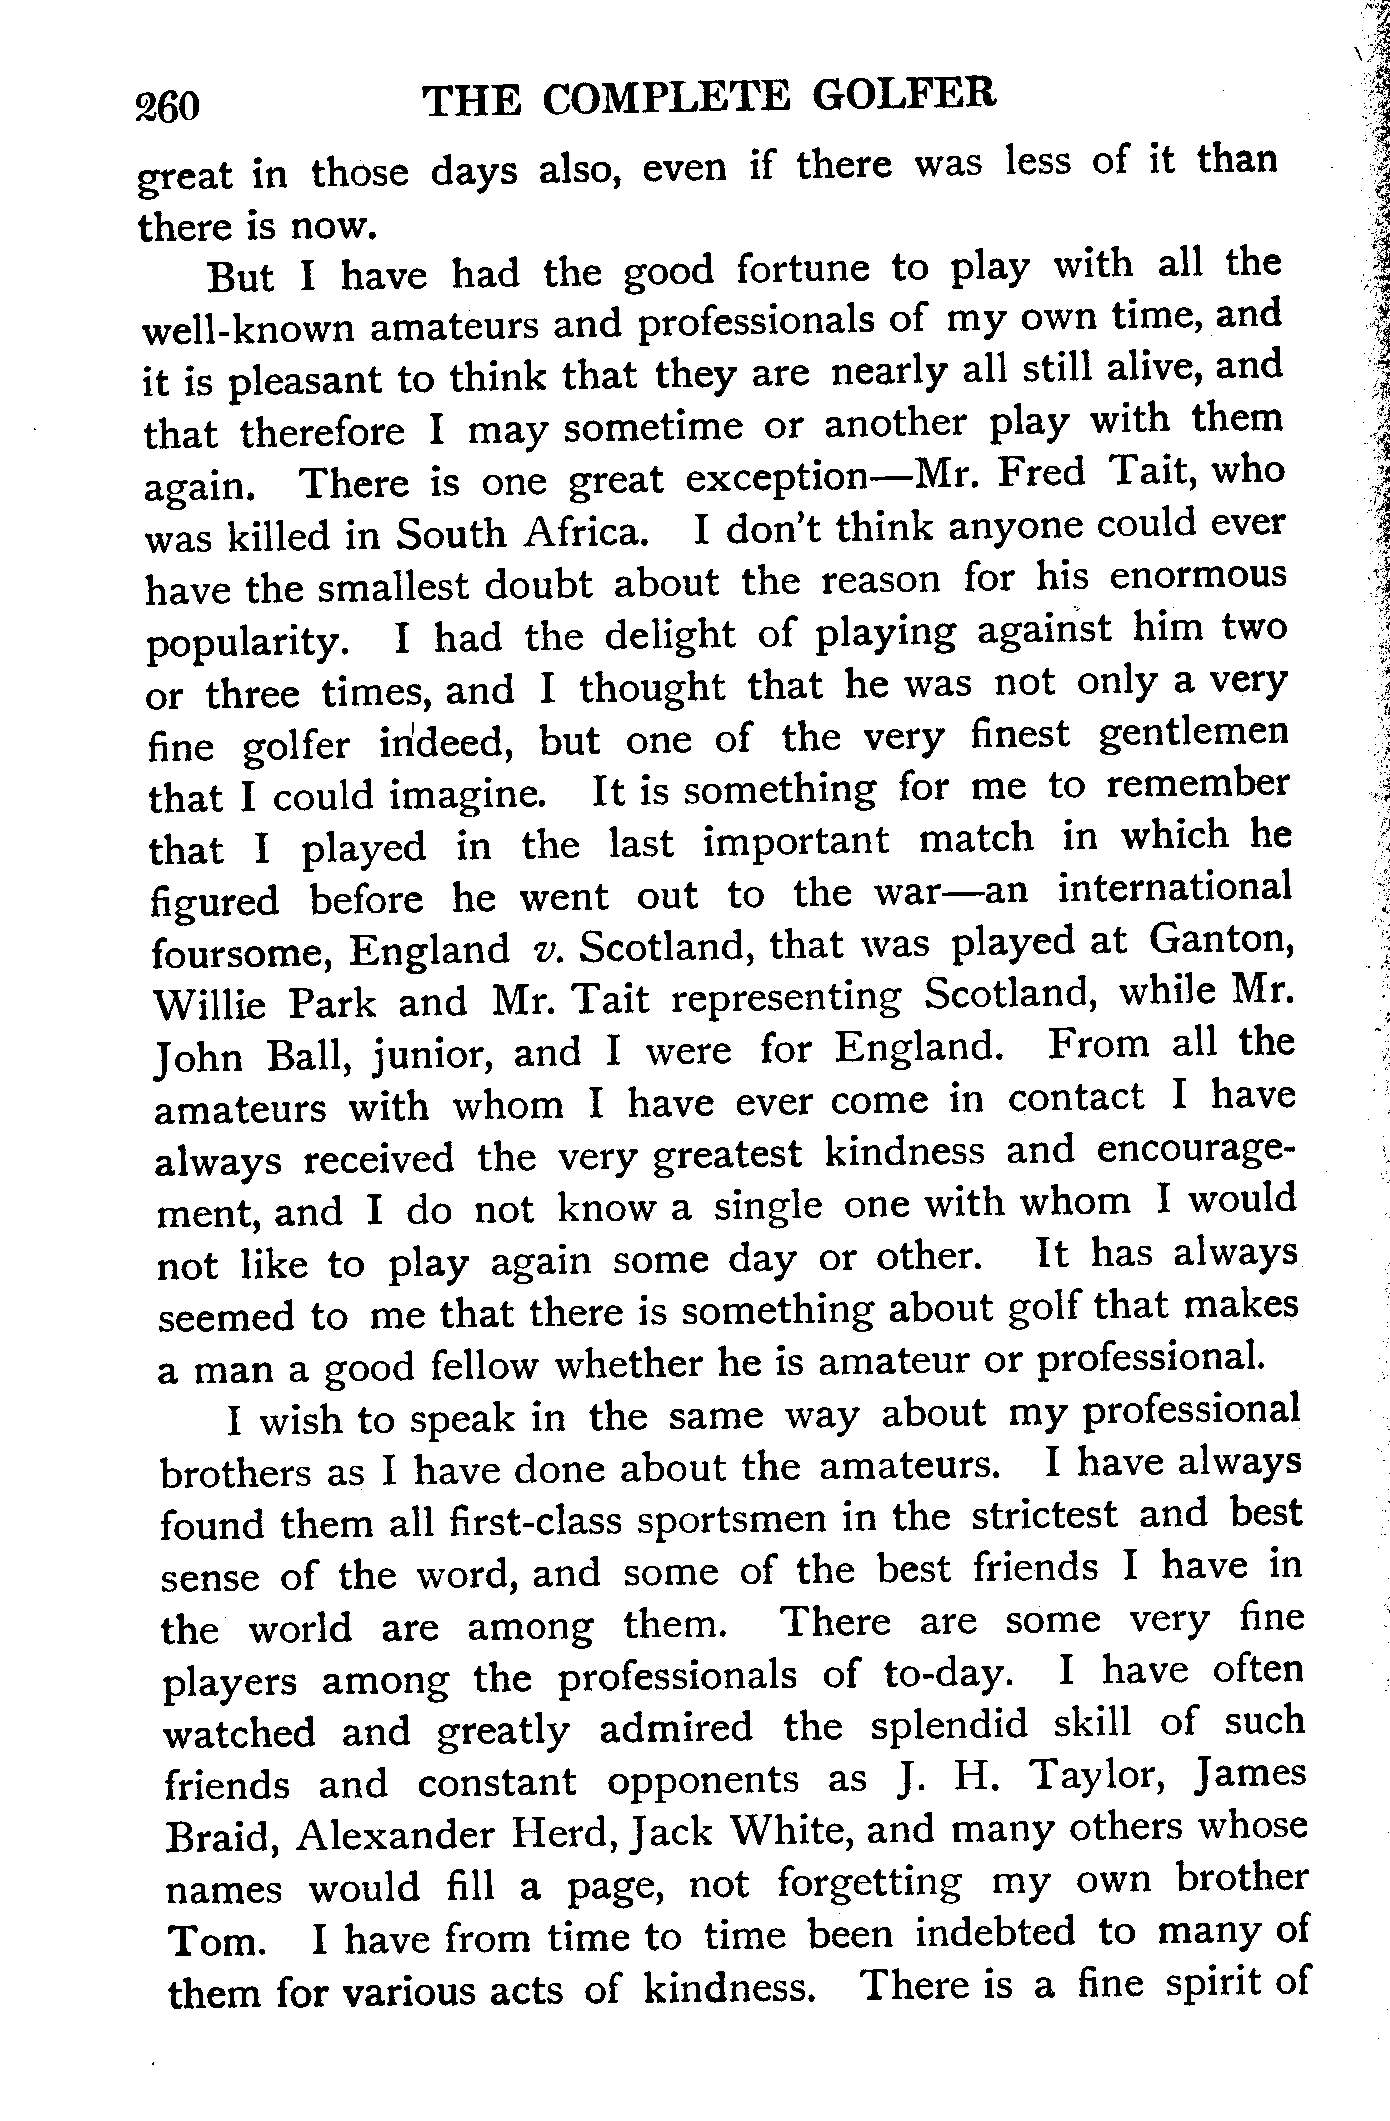 260 THE COMPLETE GOLFER
great in those days also, even if there was less of it than
there is now.
But I have had the good fortune to play with all the
well-known amateurs and professionals of my own time, and
it is pleasant to think that they are nearly all still alive, and
that therefore I may sometime or another play with them
again. There is one great exception—Mr. Fred Tait, who
was killed in South Africa. I don't think anyone could ever
have the smallest doubt about the reason for his enormous
popularity. I had the delight of playing against him two
or three times, and I thought that he was not only a very
fine golfer indeed, but one of the very finest gentlemen
that I could imagine. It is something for me to remember
that I played in the last important match in which he
figured before he went out to the war—an international
foursome, England v. Scotland, that was played at Ganton,
Willie Park and Mr. Tait representing Scotland, while Mr.
John Ball, junior, and I were for England. From all the
amateurs with whom I have ever come in contact I have
always received the very greatest kindness and encourage-
ment, and I do not know a single one with whom I would
not like to play again some day or other. It has always
seemed to me that there is something about golf that makes
a man a good fellow whether he is amateur or professional.
I wish to speak in the same way about my professional
brothers as I have done about the amateurs. I have always
found them all first-class sportsmen in the strictest and best
sense of the word, and some of the best friends I have in
the world are among them. There are some very fine
players among the professionals of to-day. I have often
watched and greatly admired the splendid skill of such
friends and constant opponents as J. H. Taylor, James
Braid, Alexander Herd, Jack White, and many others whose
names would fill a page, not forgetting my own brother
Tom. I have from time to time been indebted to many of
them for various acts of kindness. There is a fine spirit of